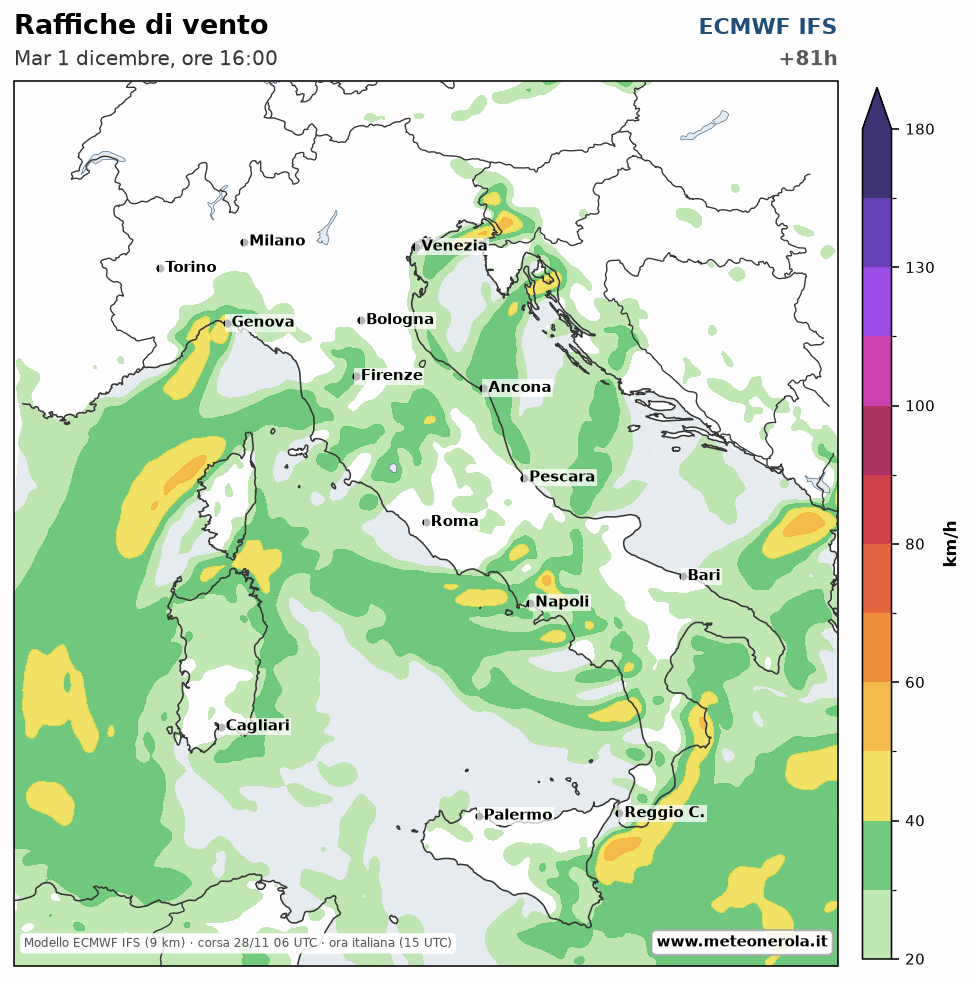 Raffiche di vento
ECMWF IFS
Mar 1 dicembre, ore 16:00
+81h
180
130
100
80
60
40
20
km/h
Milano
Torino
Venezia
Genova
Bologna
Firenze
Ancona
Pescara
Roma
Bari
Napoli
Cagliari
Palermo
Reggio C.
Modello ECMWF IFS (9 km) · corsa 28/11 06 UTC · ora italiana (15 UTC)
www.meteonerola.it